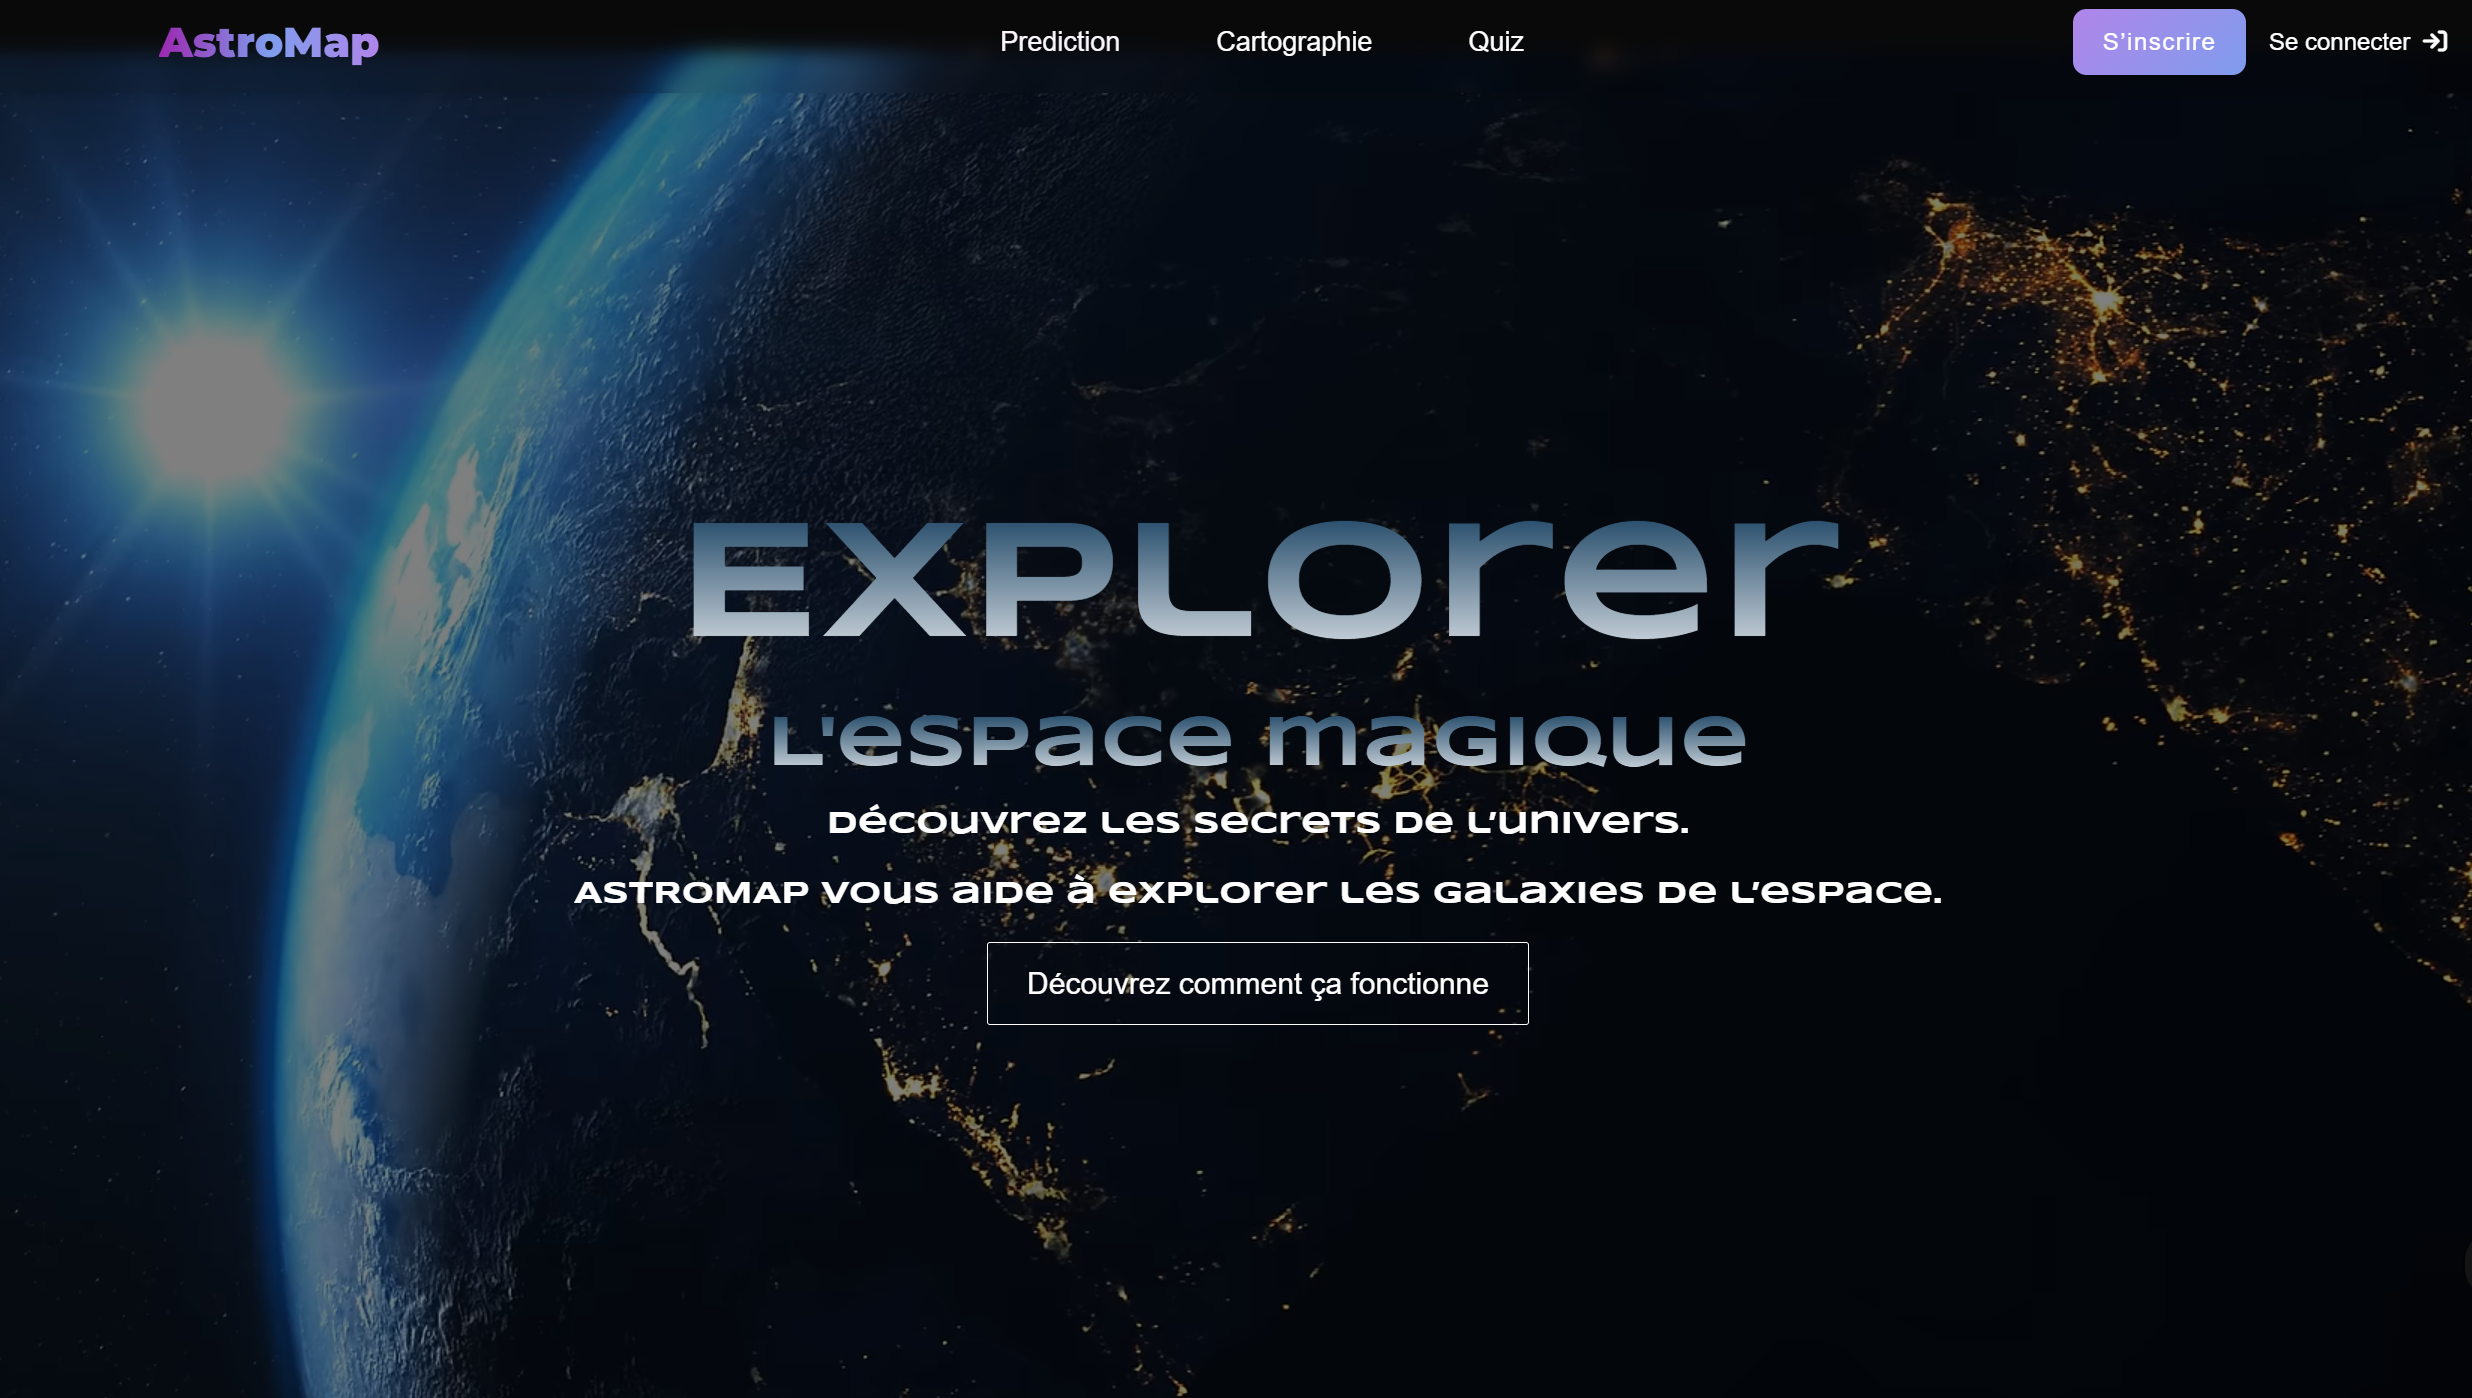 AstroMap
Prediction
Cartographie
Quiz
S'inscrire
Se connecter
EXPLorer
L'espace magique
Découvrez les secrets de l’univers.
ASTROMAP vous aide à explorer les galaxies de l’espace.
Découvrez comment ça fonctionne